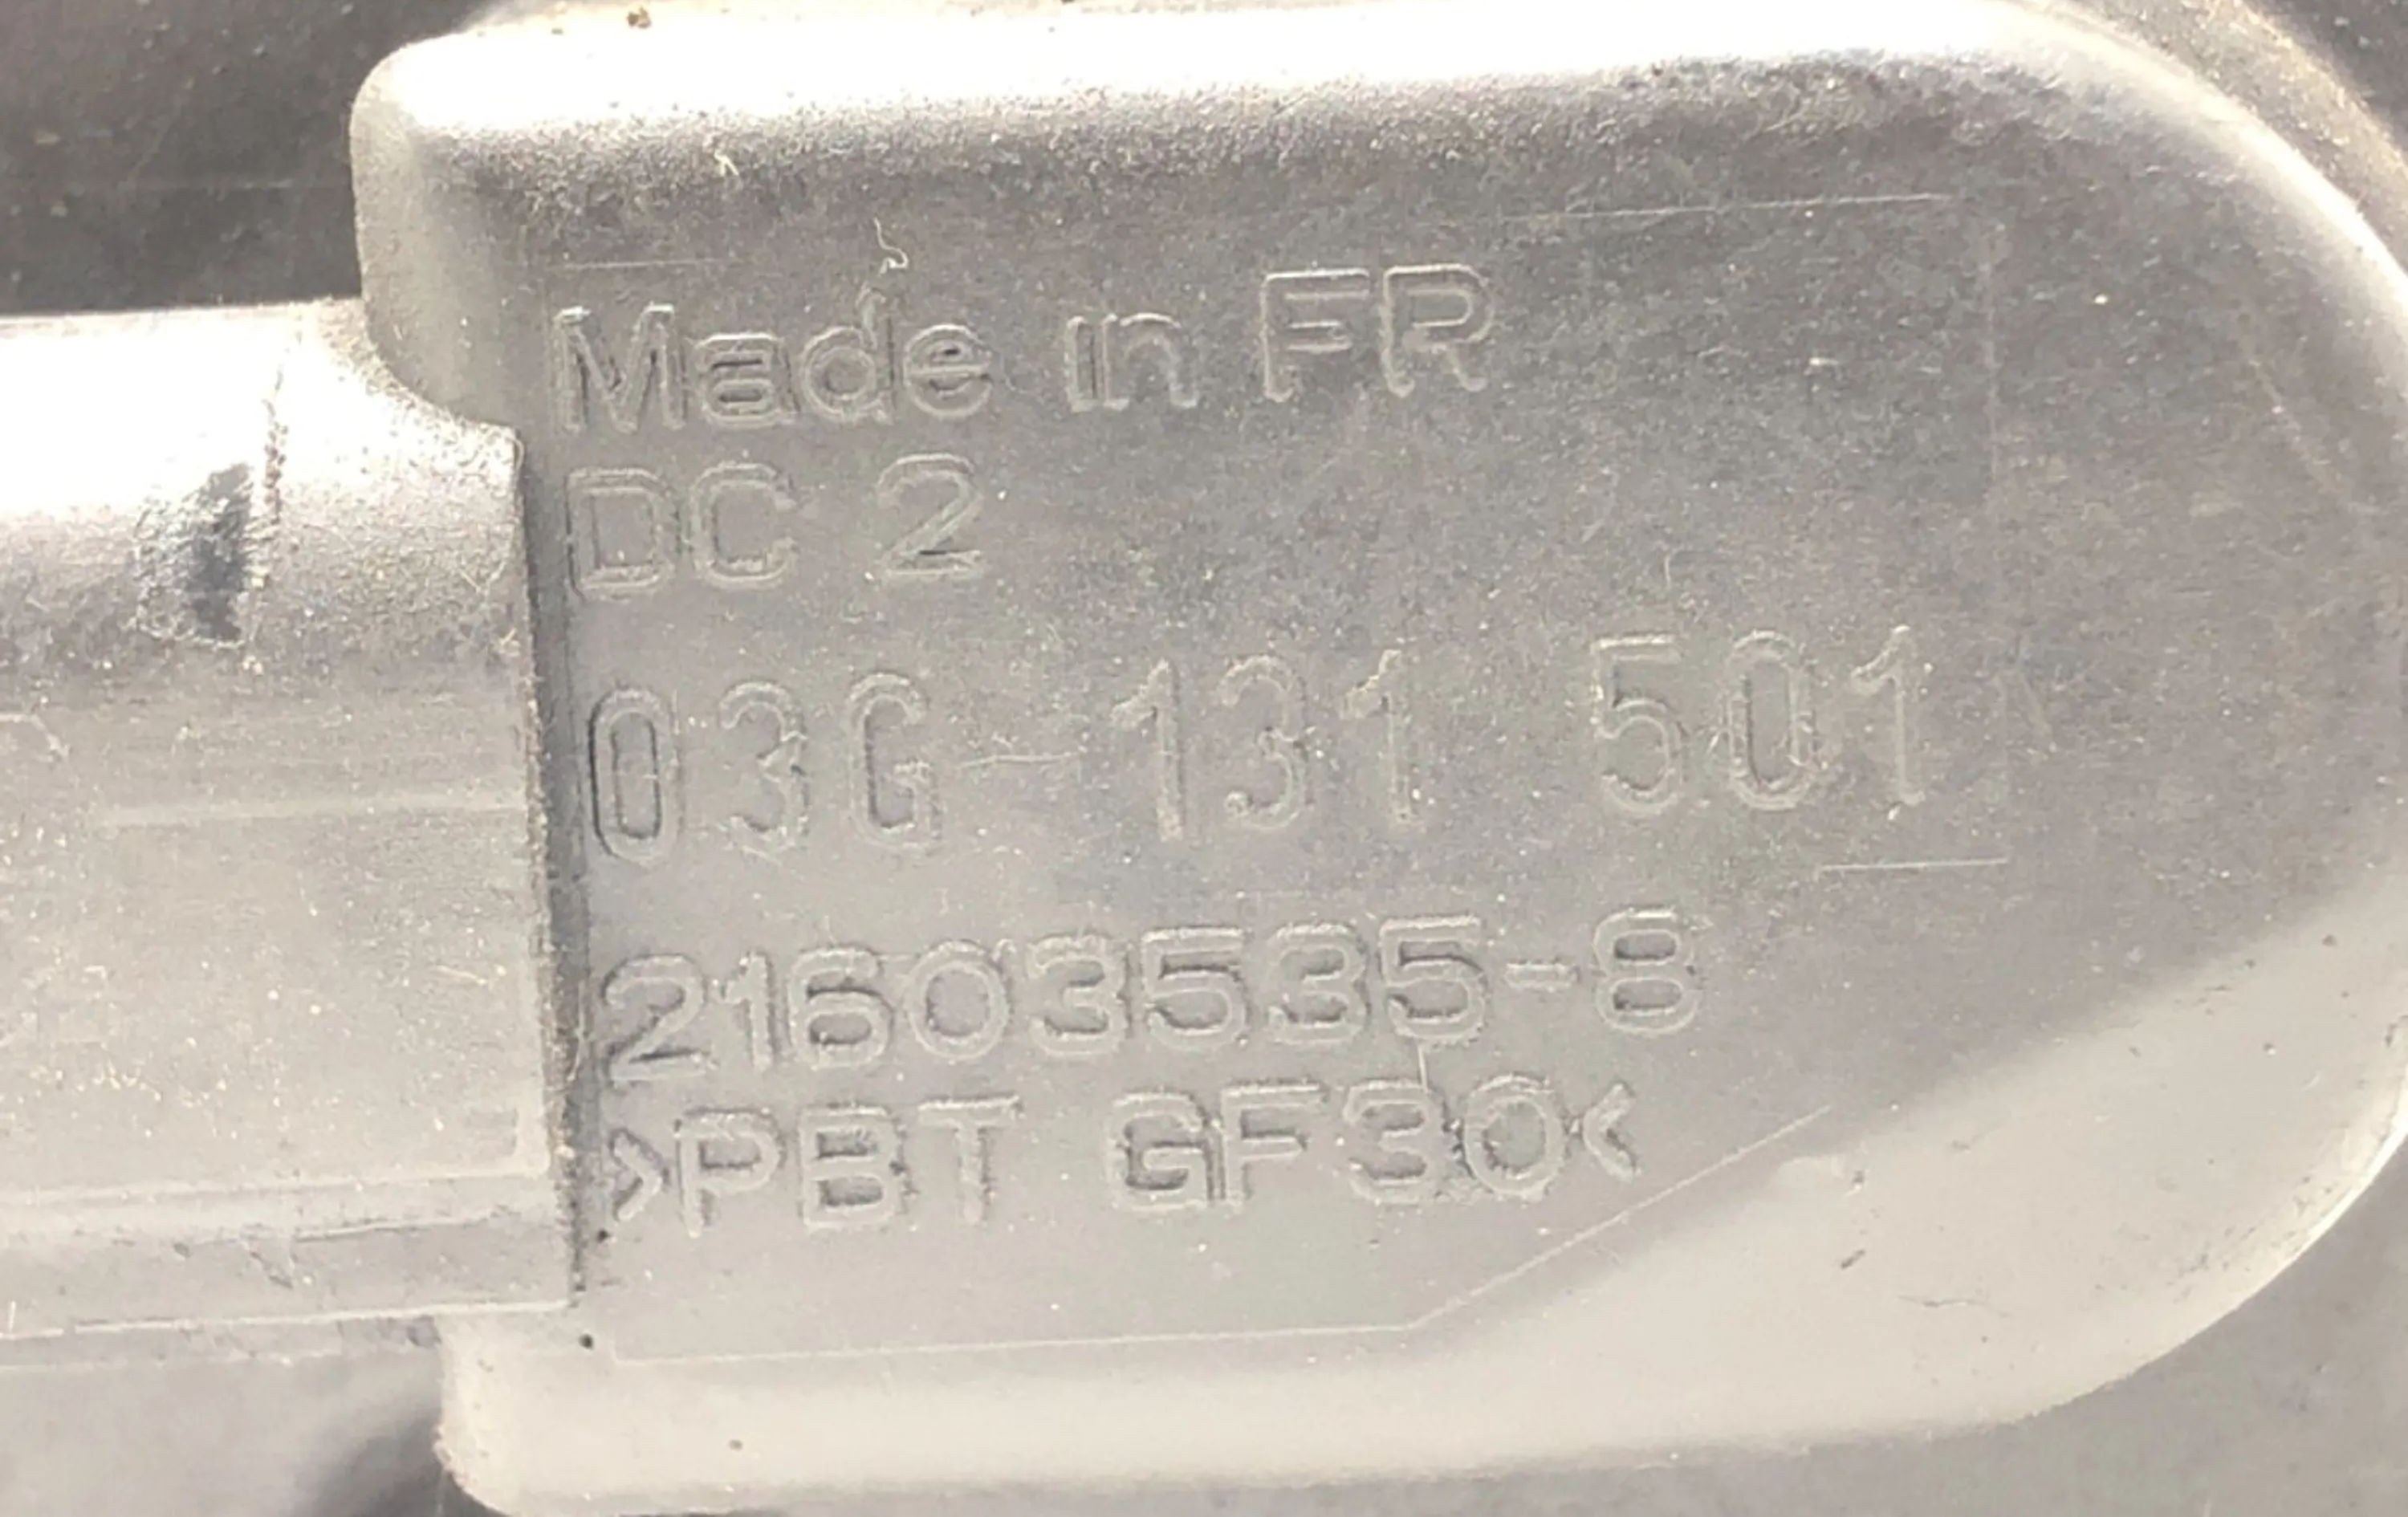 Made in FR
DC 2
03G 131 501
21603535-8
>PBT GF30<